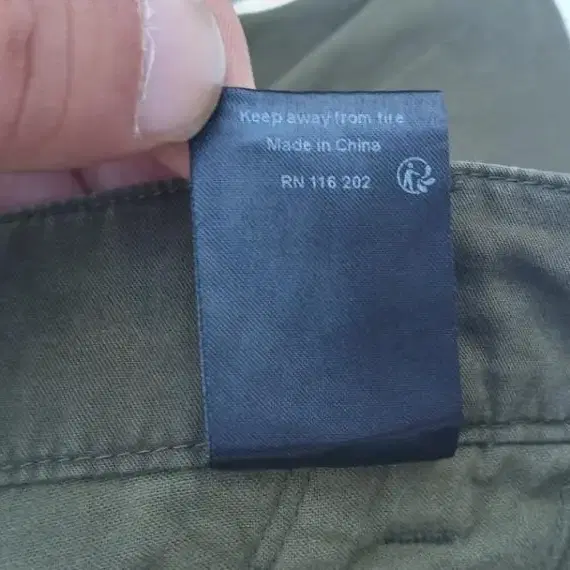 Keep away from fire
Made in China
RN 116 202